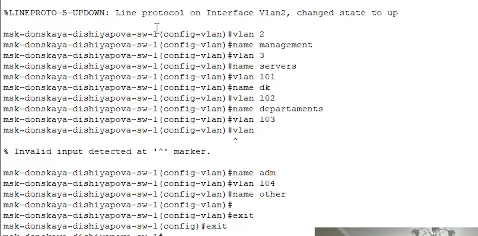 %LINEPROTO-5-UPDOWN: Line protocol on Interface Vlan2, changed state to up
msk-donskaya-dishiyapova-sw-1(config-vlan)#vlan 2
msk-donskaya-dishiyapova-sw-1(config-vlan)#name management
msk-donskaya-dishiyapova-sw-1(config-vlan)#vlan 3
msk-donskaya-dishiyapova-sw-1(config-vlan)#name servers
msk-donskaya-dishiyapova-sw-1(config-vlan)#vlan 101
msk-donskaya-dishiyapova-sw-1(config-vlan)#name dk
msk-donskaya-dishiyapova-sw-1(config-vlan)#vlan 102
msk-donskaya-dishiyapova-sw-1(config-vlan)#name departaments
msk-donskaya-dishiyapova-sw-1(config-vlan)#vlan 103
msk-donskaya-dishiyapova-sw-1(config-vlan)#vlan
^
% Invalid input detected at '^' marker.
msk-donskaya-dishiyapova-sw-1(config-vlan)#name adm
msk-donskaya-dishiyapova-sw-1(config-vlan)#vlan 104
msk-donskaya-dishiyapova-sw-1(config-vlan)#name other
msk-donskaya-dishiyapova-sw-1(config-vlan)#
msk-donskaya-dishiyapova-sw-1(config-vlan)#exit
msk-donskaya-dishiyapova-sw-1(config)#exit
msk-donskaya-dishiyapova-sw-1#